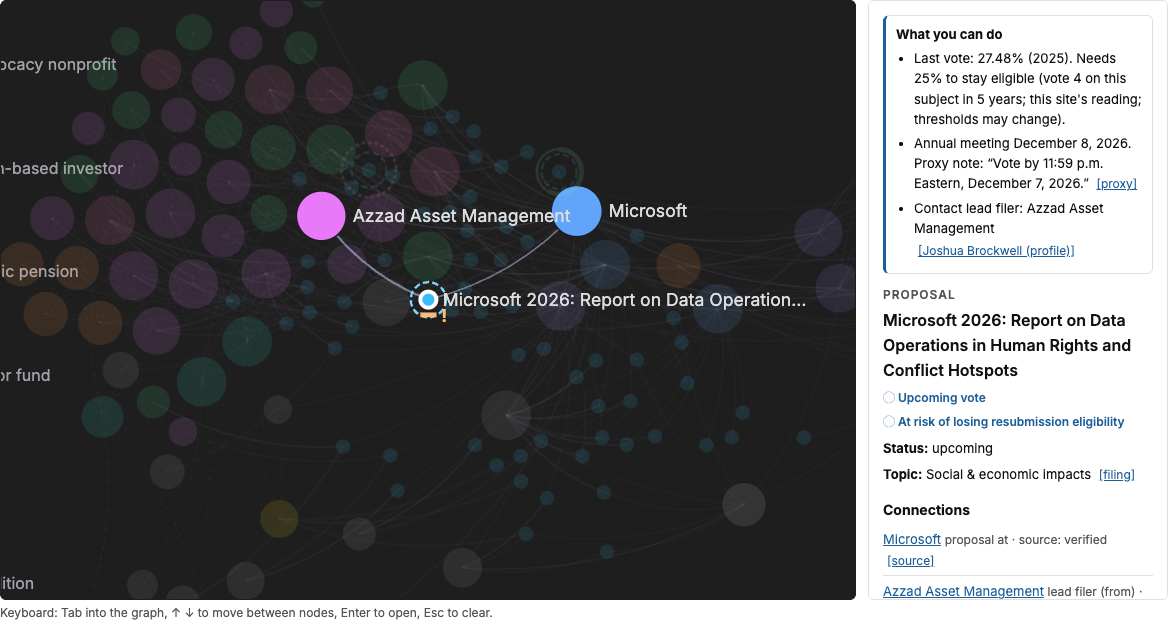 ocacy nonprofit
n-based investor
Azzad Asset Management
Microsoft
ic pension
Microsoft 2026: Report on Data Operation...
!
or fund
ition
Keyboard: Tab into the graph, ↑ ↓ to move between nodes, Enter to open, Esc to clear.
What you can do
• Last vote: 27.48% (2025). Needs
25% to stay eligible (vote 4 on this
subject in 5 years; this site's reading;
thresholds may change).
• Annual meeting December 8, 2026.
Proxy note: “Vote by 11:59 p.m.
Eastern, December 7, 2026.” [proxy]
• Contact lead filer: Azzad Asset
Management
[Joshua Brockwell (profile)]
PROPOSAL
Microsoft 2026: Report on Data
Operations in Human Rights and
Conflict Hotspots
Upcoming vote
At risk of losing resubmission eligibility
Status: upcoming
Topic: Social & economic impacts [filing]
Connections
Microsoft proposal at · source: verified
[source]
Azzad Asset Management lead filer (from) ·